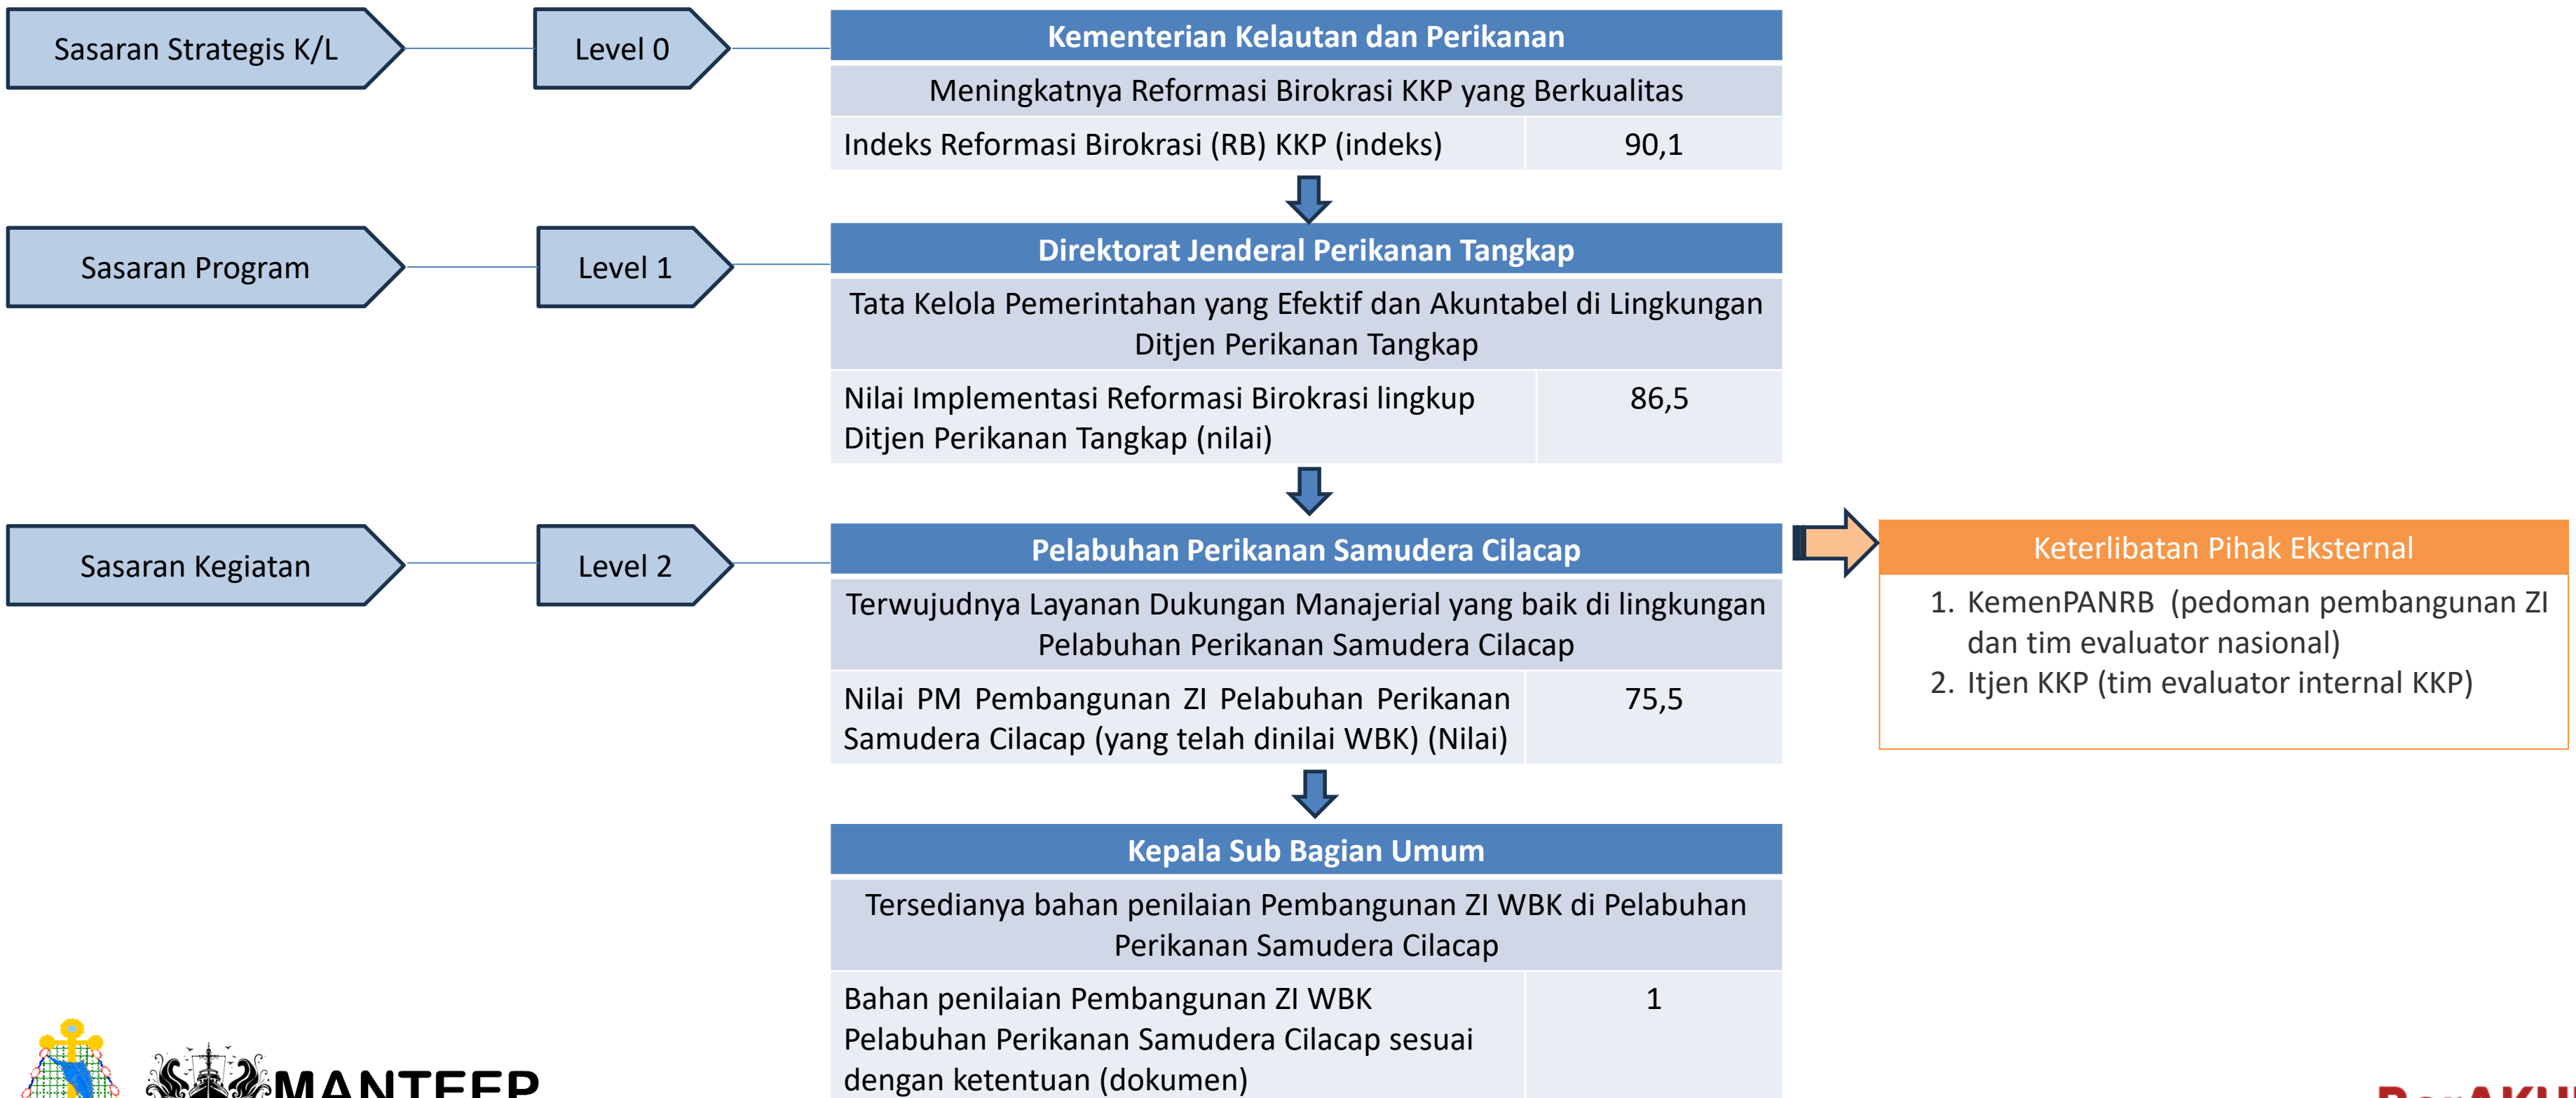 Sasaran Strategis K/L
Level 0
Kementerian Kelautan dan Perikanan
Meningkatnya Reformasi Birokrasi KKP yang Berkualitas
Indeks Reformasi Birokrasi (RB) KKP (indeks)
90,1
Sasaran Program
Level 1
Direktorat Jenderal Perikanan Tangkap
Tata Kelola Pemerintahan yang Efektif dan Akuntabel di Lingkungan
Ditjen Perikanan Tangkap
Nilai Implementasi Reformasi Birokrasi lingkup
Ditjen Perikanan Tangkap (nilai)
86,5
Sasaran Kegiatan
Level 2
Pelabuhan Perikanan Samudera Cilacap
Terwujudnya Layanan Dukungan Manajerial yang baik di lingkungan
Pelabuhan Perikanan Samudera Cilacap
Nilai PM Pembangunan ZI Pelabuhan Perikanan
Samudera Cilacap (yang telah dinilai WBK) (Nilai)
75,5
Keterlibatan Pihak Eksternal
1. KemenPANRB (pedoman pembangunan ZI
dan tim evaluator nasional)
2. Itjen KKP (tim evaluator internal KKP)
Kepala Sub Bagian Umum
Tersedianya bahan penilaian Pembangunan ZI WBK di Pelabuhan
Perikanan Samudera Cilacap
Bahan penilaian Pembangunan ZI WBK
Pelabuhan Perikanan Samudera Cilacap sesuai
dengan ketentuan (dokumen)
1
MANTEEP